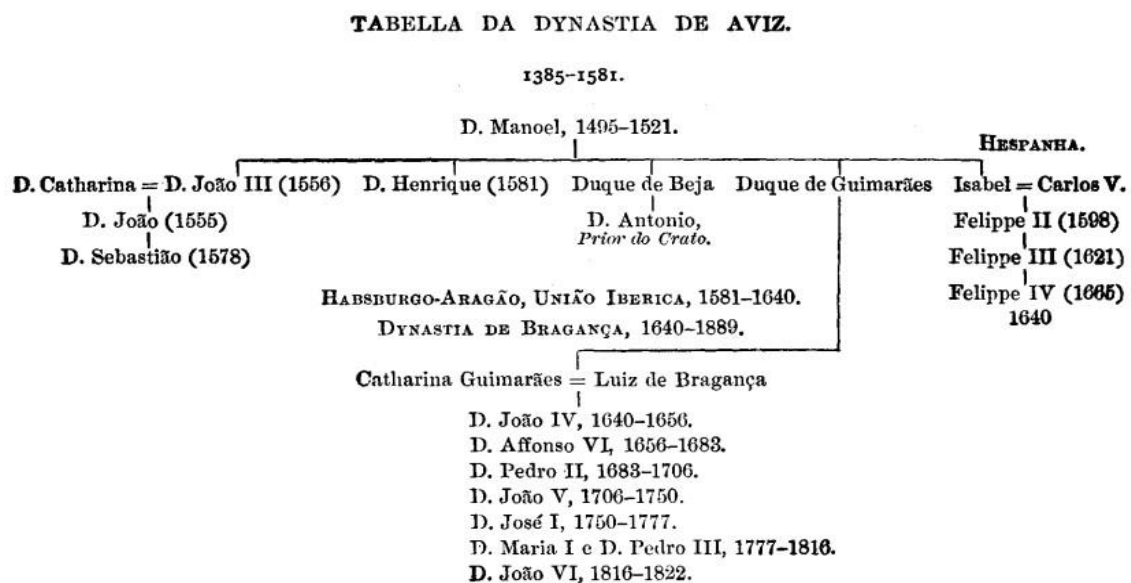 TABELLA DA DYNASTIA DE AVIZ.
1385–1581.
D. Manoel, 1495–1521.
HESPANHA.
D. Catharina = D. João III (1556) D. Henrique (1581) Duque de Beja Duque de Guimarães Isabel = Carlos V.
D. João (1555) D. Antonio, Felippe II (1598)
Prior do Crato.
D. Sebastião (1578) Felippe III (1621)
HABSBURGO-ARAGÃO, UNIÃO IBERICA, 1581–1640. Felippe IV (1665)
1640
DYNASTIA DE BRAGANÇA, 1640–1889.
Catharina Guimarães = Luiz de Bragança
D. João IV, 1640–1656.
D. Affonso VI, 1656–1683.
D. Pedro II, 1683–1706.
D. João V, 1706–1750.
D. José I, 1750–1777.
D. Maria I e D. Pedro III, 1777–1816.
D. João VI, 1816–1822.